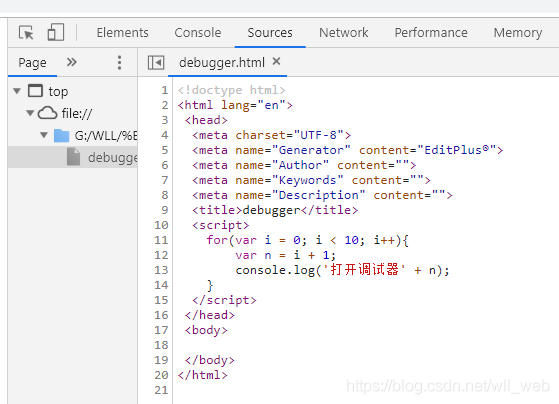 Elements Console Sources Network Performance Memory
Page » debugger.html ×
top
file://
G:/WLL/%E
debugge
1 <!doctype html>
2 <html lang="en">
3 <head>
4 <meta charset="UTF-8">
5 <meta name="Generator" content="EditPlus®">
6 <meta name="Author" content="">
7 <meta name="Keywords" content="">
8 <meta name="Description" content="">
9 <title>debugger</title>
10 <script>
11 for(var i = 0; i < 10; i++){
12 var n = i + 1;
13 console.log('打开调试器' + n);
14 }
15 </script>
16 </head>
17 <body>
18
19 </body>
20 </html>
21
https://blog.csdn.net/wll_web